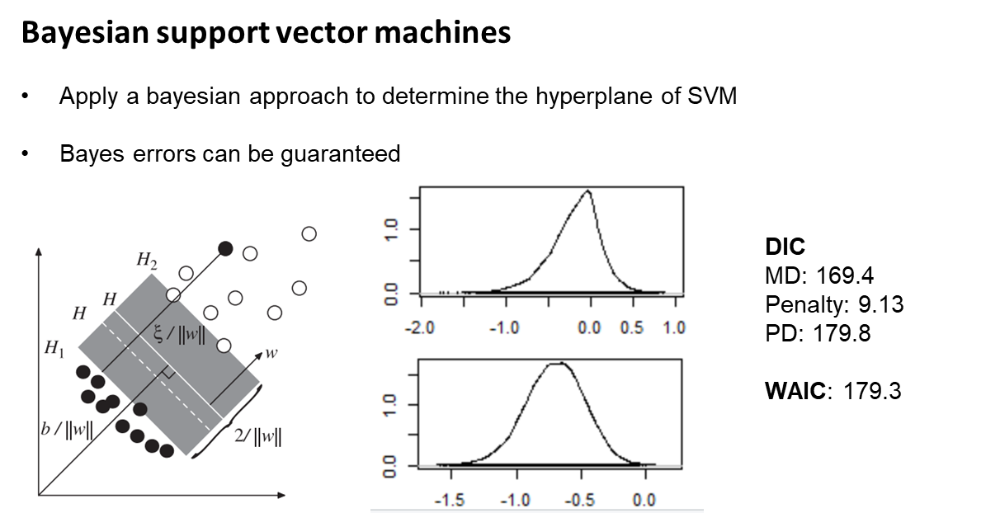 Bayesian support vector machines
• Apply a bayesian approach to determine the hyperplane of SVM
• Bayes errors can be guaranteed
H₂
H
H
H₁
ξ / ||w||
w
b / ||w||
2/||w||
1.0
0.0
-2.0 -1.0 0.0 0.5 1.0
1.0
0.0
-1.5 -1.0 -0.5 0.0
DIC
MD: 169.4
Penalty: 9.13
PD: 179.8
WAIC: 179.3